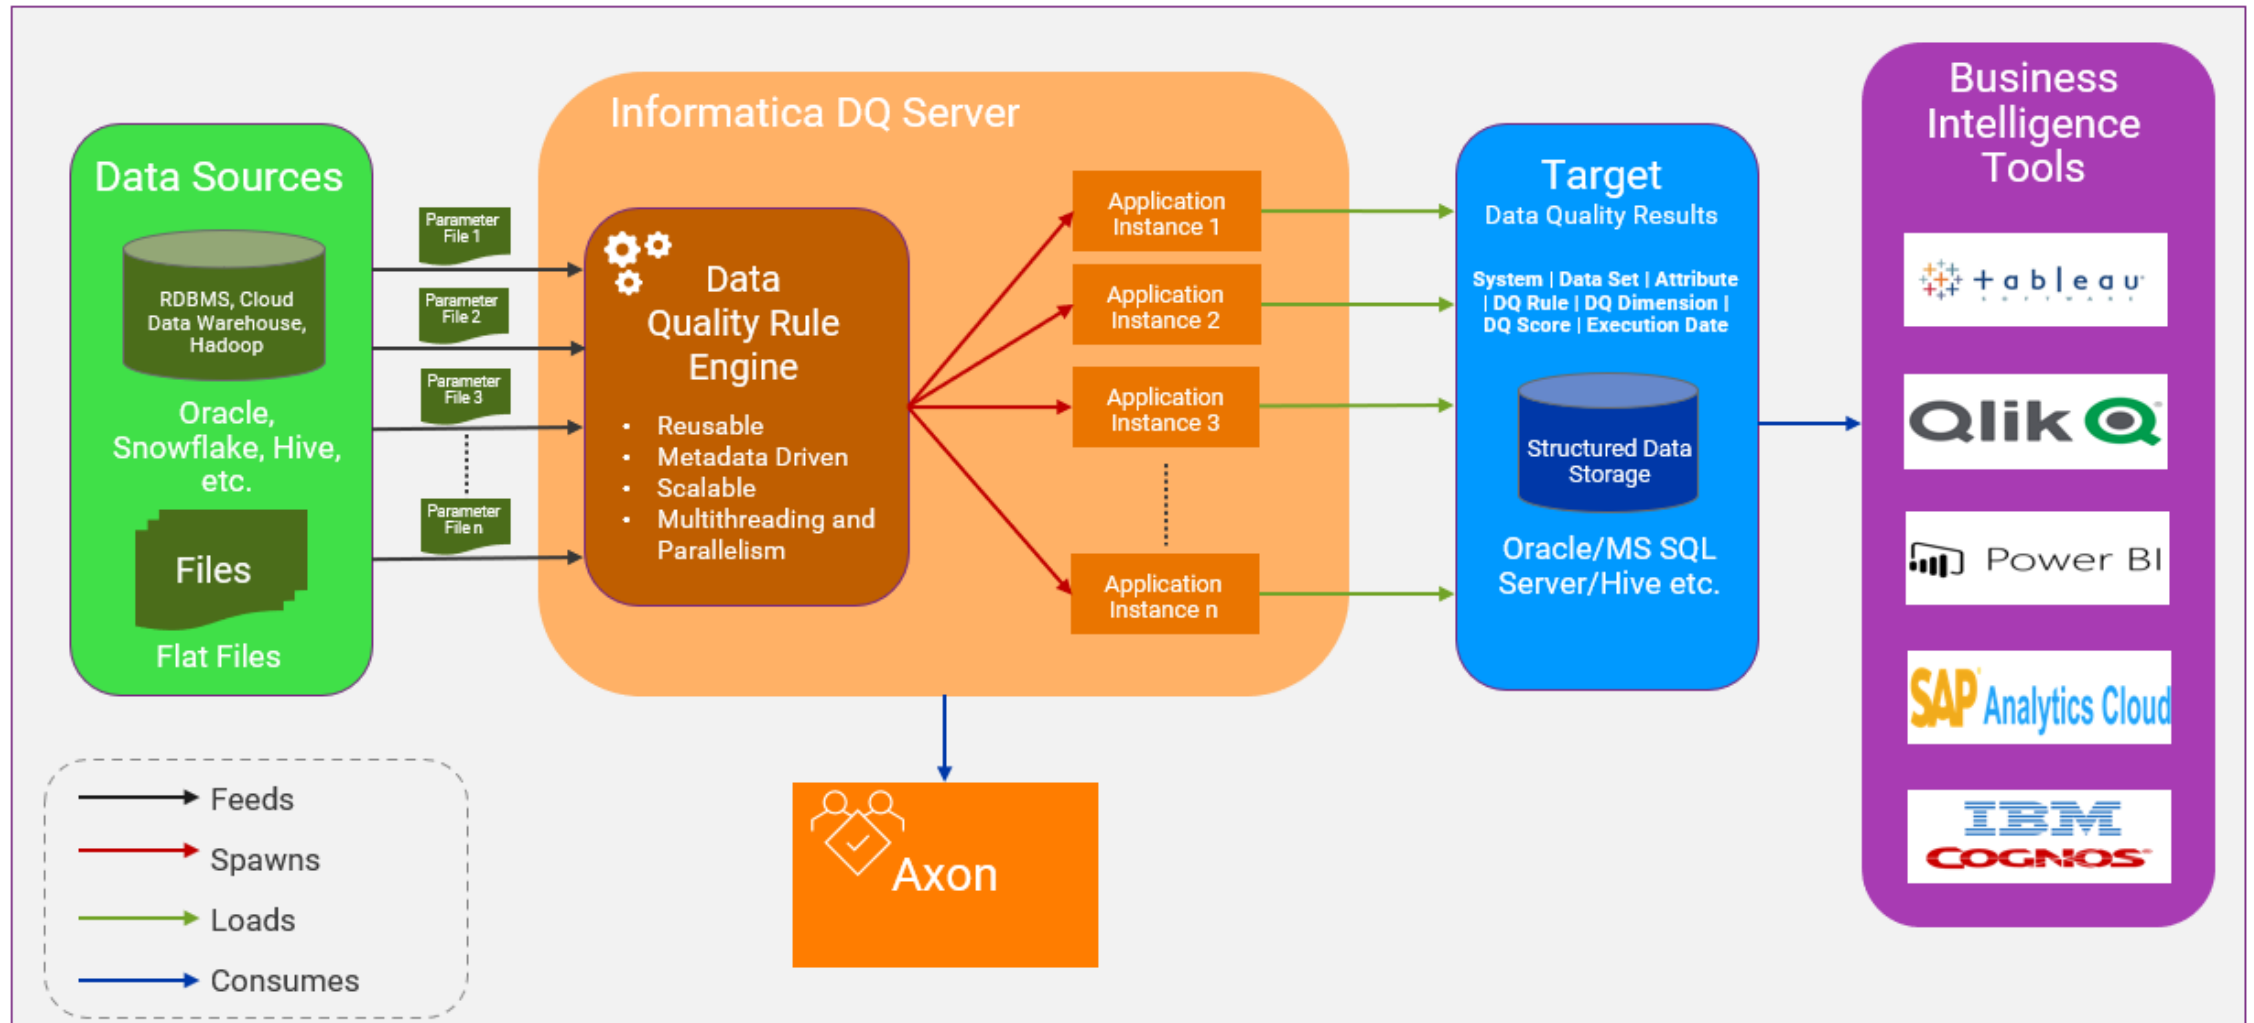 Data Sources
RDBMS, Cloud
Data Warehouse,
Hadoop
Oracle,
Snowflake, Hive,
etc.
Files
Flat Files
Parameter
File 1
Parameter
File 2
Parameter
File 3
Parameter
File n
Informatica DQ Server
Data
Quality Rule
Engine
• Reusable
• Metadata Driven
• Scalable
• Multithreading and
Parallelism
Application
Instance 1
Application
Instance 2
Application
Instance 3
Application
Instance n
Target
Data Quality Results
System | Data Set | Attribute
| DQ Rule | DQ Dimension |
DQ Score | Execution Date
Structured Data
Storage
Oracle/MS SQL
Server/Hive etc.
Business
Intelligence
Tools
+ableau
SOFTWARE
Qlik
Power BI
SAP Analytics Cloud
IBM
COGNOS
Axon
Feeds
Spawns
Loads
Consumes